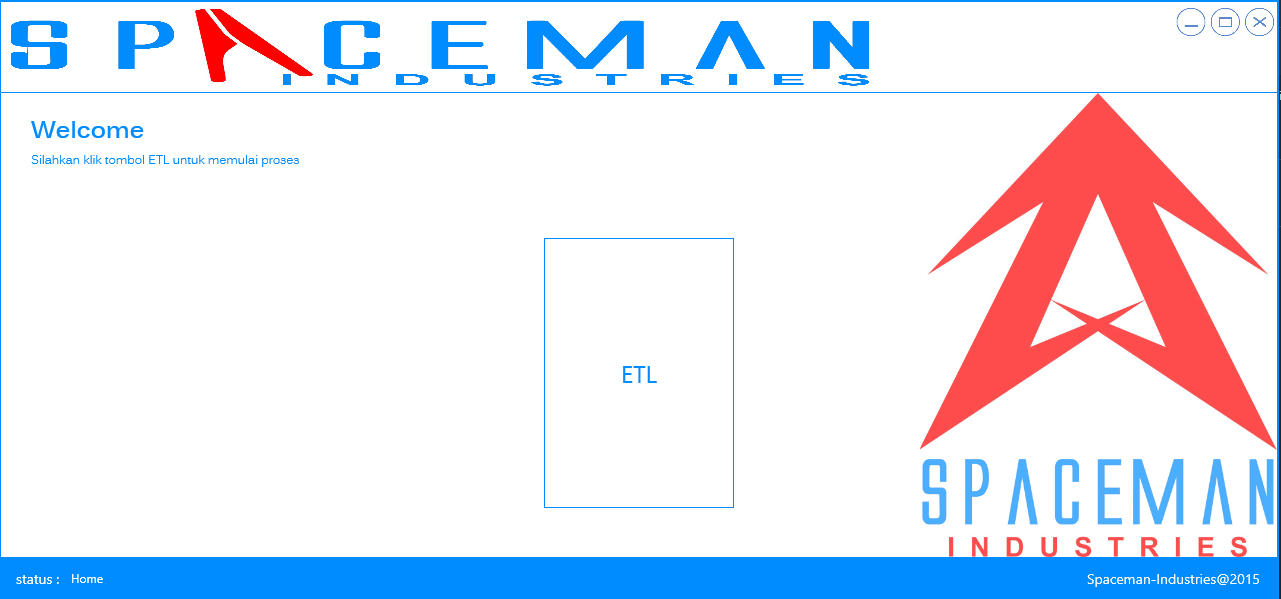 SPACEMAN
INDUSTRIES
Welcome
Silahkan klik tombol ETL untuk memulai proses
ETL
SPACEMAN
INDUSTRIES
status : Home
Spaceman-Industries@2015